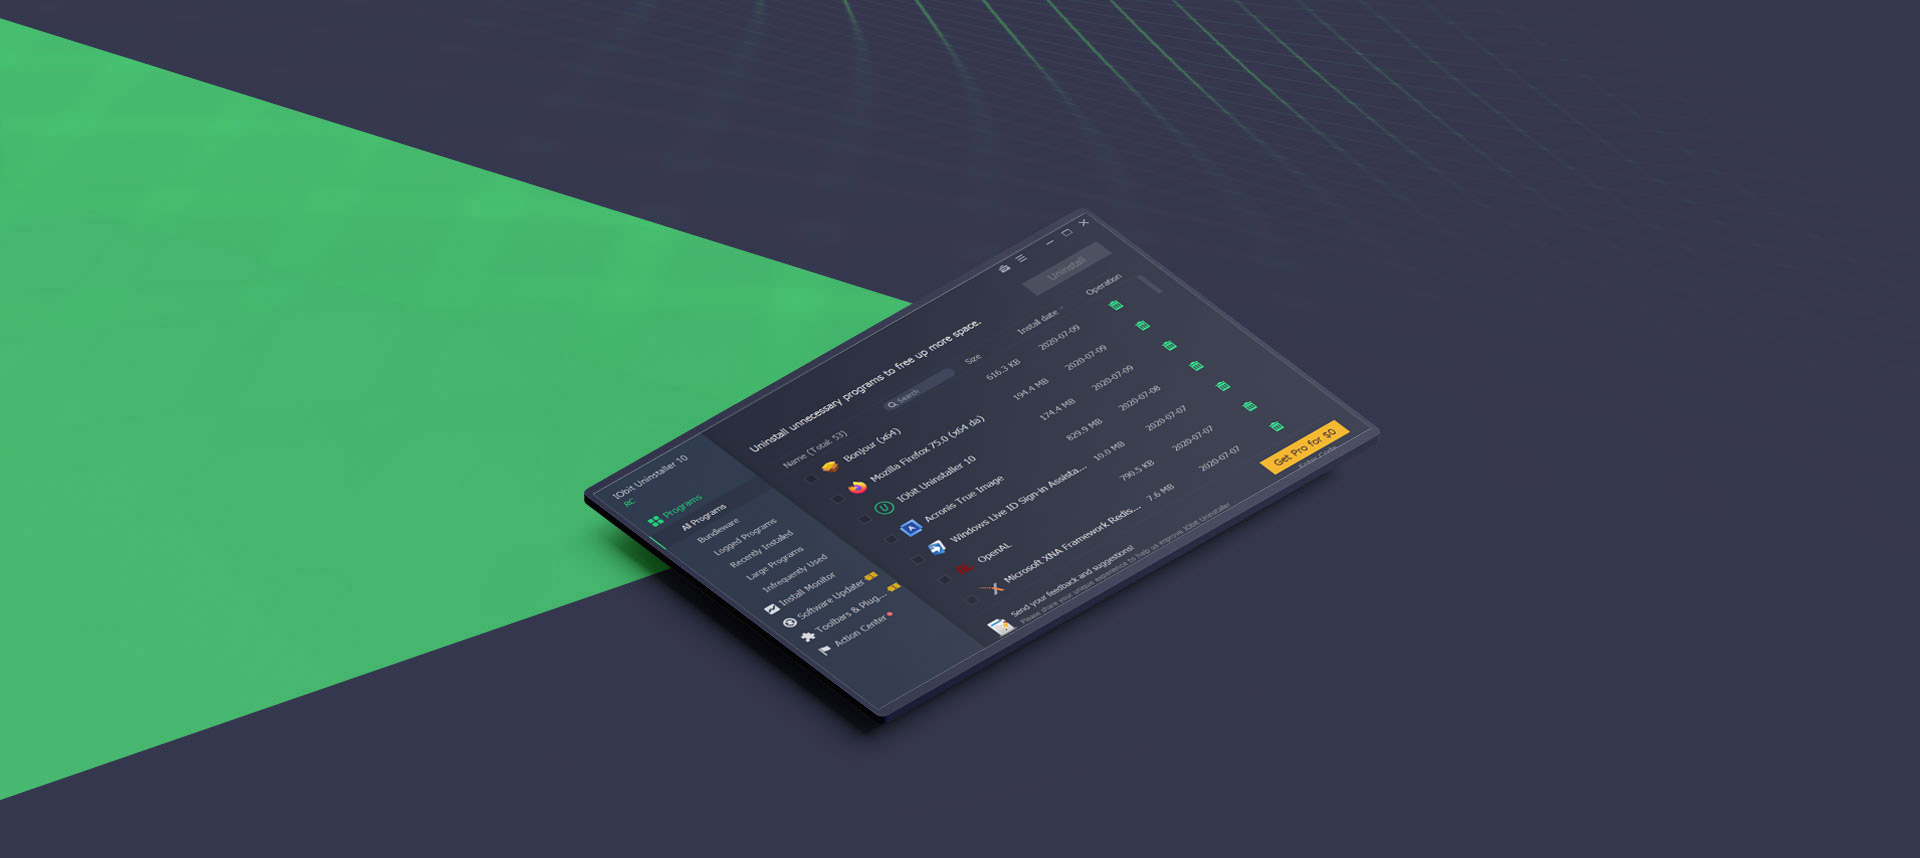 IObit Uninstaller 10
RC
Programs
All Programs
Bundleware
Logged Programs
Recently Installed
Large Programs
Infrequently Used
Install Monitor
Software Updater
Toolbars & Plug...
Action Center
Uninstall unnecessary programs to free up more space.
Uninstall
Search
Name (Total: 53) Size Install date Operation
Bonjour (x64) 616.3 KB 2020-07-09
Mozilla Firefox 75.0 (x64 da) 194.4 MB 2020-07-09
IObit Uninstaller 10 174.4 MB 2020-07-09
Acronis True Image 829.9 MB 2020-07-08
Windows Live ID Sign-in Assista... 10.0 MB 2020-07-07
OpenAL 790.5 KB 2020-07-07
Microsoft XNA Framework Redis... 7.6 MB 2020-07-07
Send your feedback and suggestions!
Please share your unique experience to help us improve IObit Uninstaller
Get Pro for $0
Enter Code